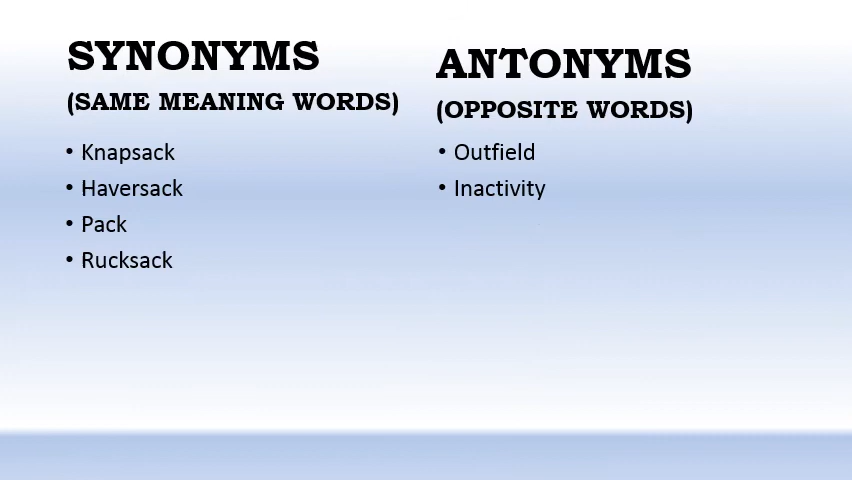 SYNONYMS
(SAME MEANING WORDS)
• Knapsack
• Haversack
• Pack
• Rucksack
ANTONYMS
(OPPOSITE WORDS)
• Outfield
• Inactivity